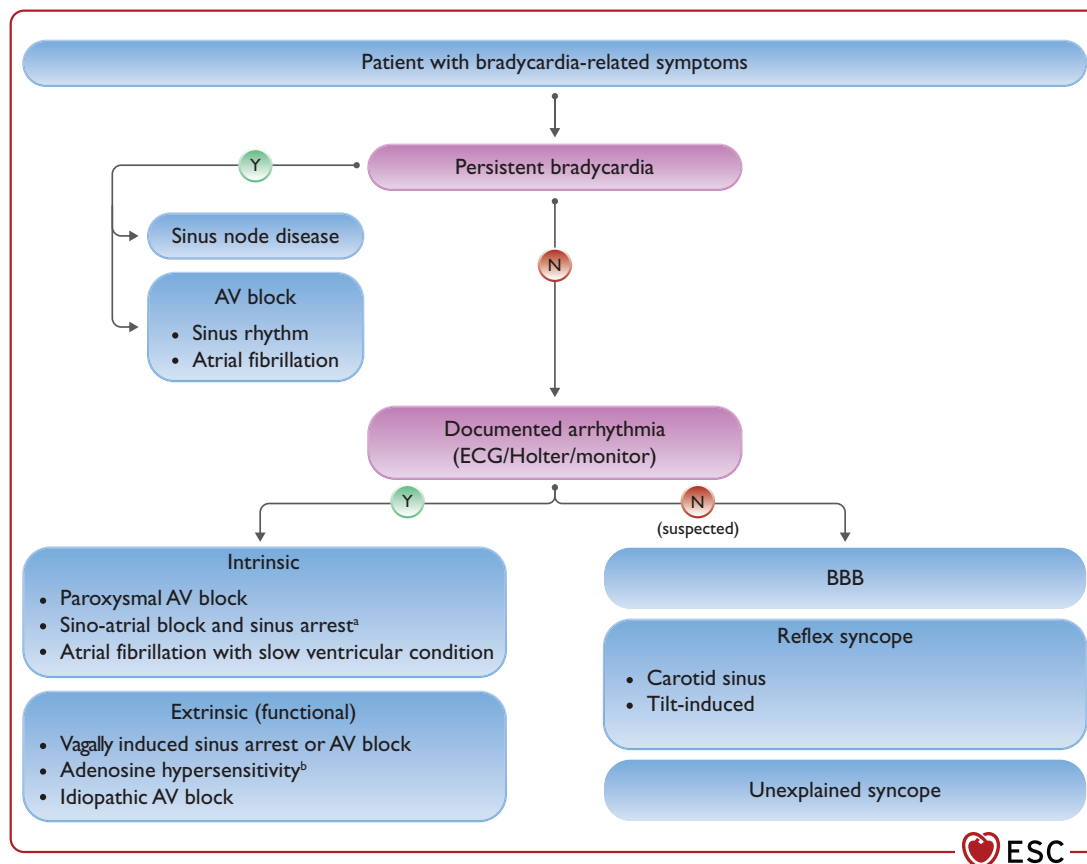 Patient with bradycardia-related symptoms
Persistent bradycardia
Y
Sinus node disease
N
AV block
• Sinus rhythm
• Atrial fibrillation
Documented arrhythmia
(ECG/Holter/monitor)
Y
N
(suspected)
Intrinsic
• Paroxysmal AV block
• Sino-atrial block and sinus arrestᵃ
• Atrial fibrillation with slow ventricular condition
Extrinsic (functional)
• Vagally induced sinus arrest or AV block
• Adenosine hypersensitivityᵇ
• Idiopathic AV block
BBB
Reflex syncope
• Carotid sinus
• Tilt-induced
Unexplained syncope
ESC